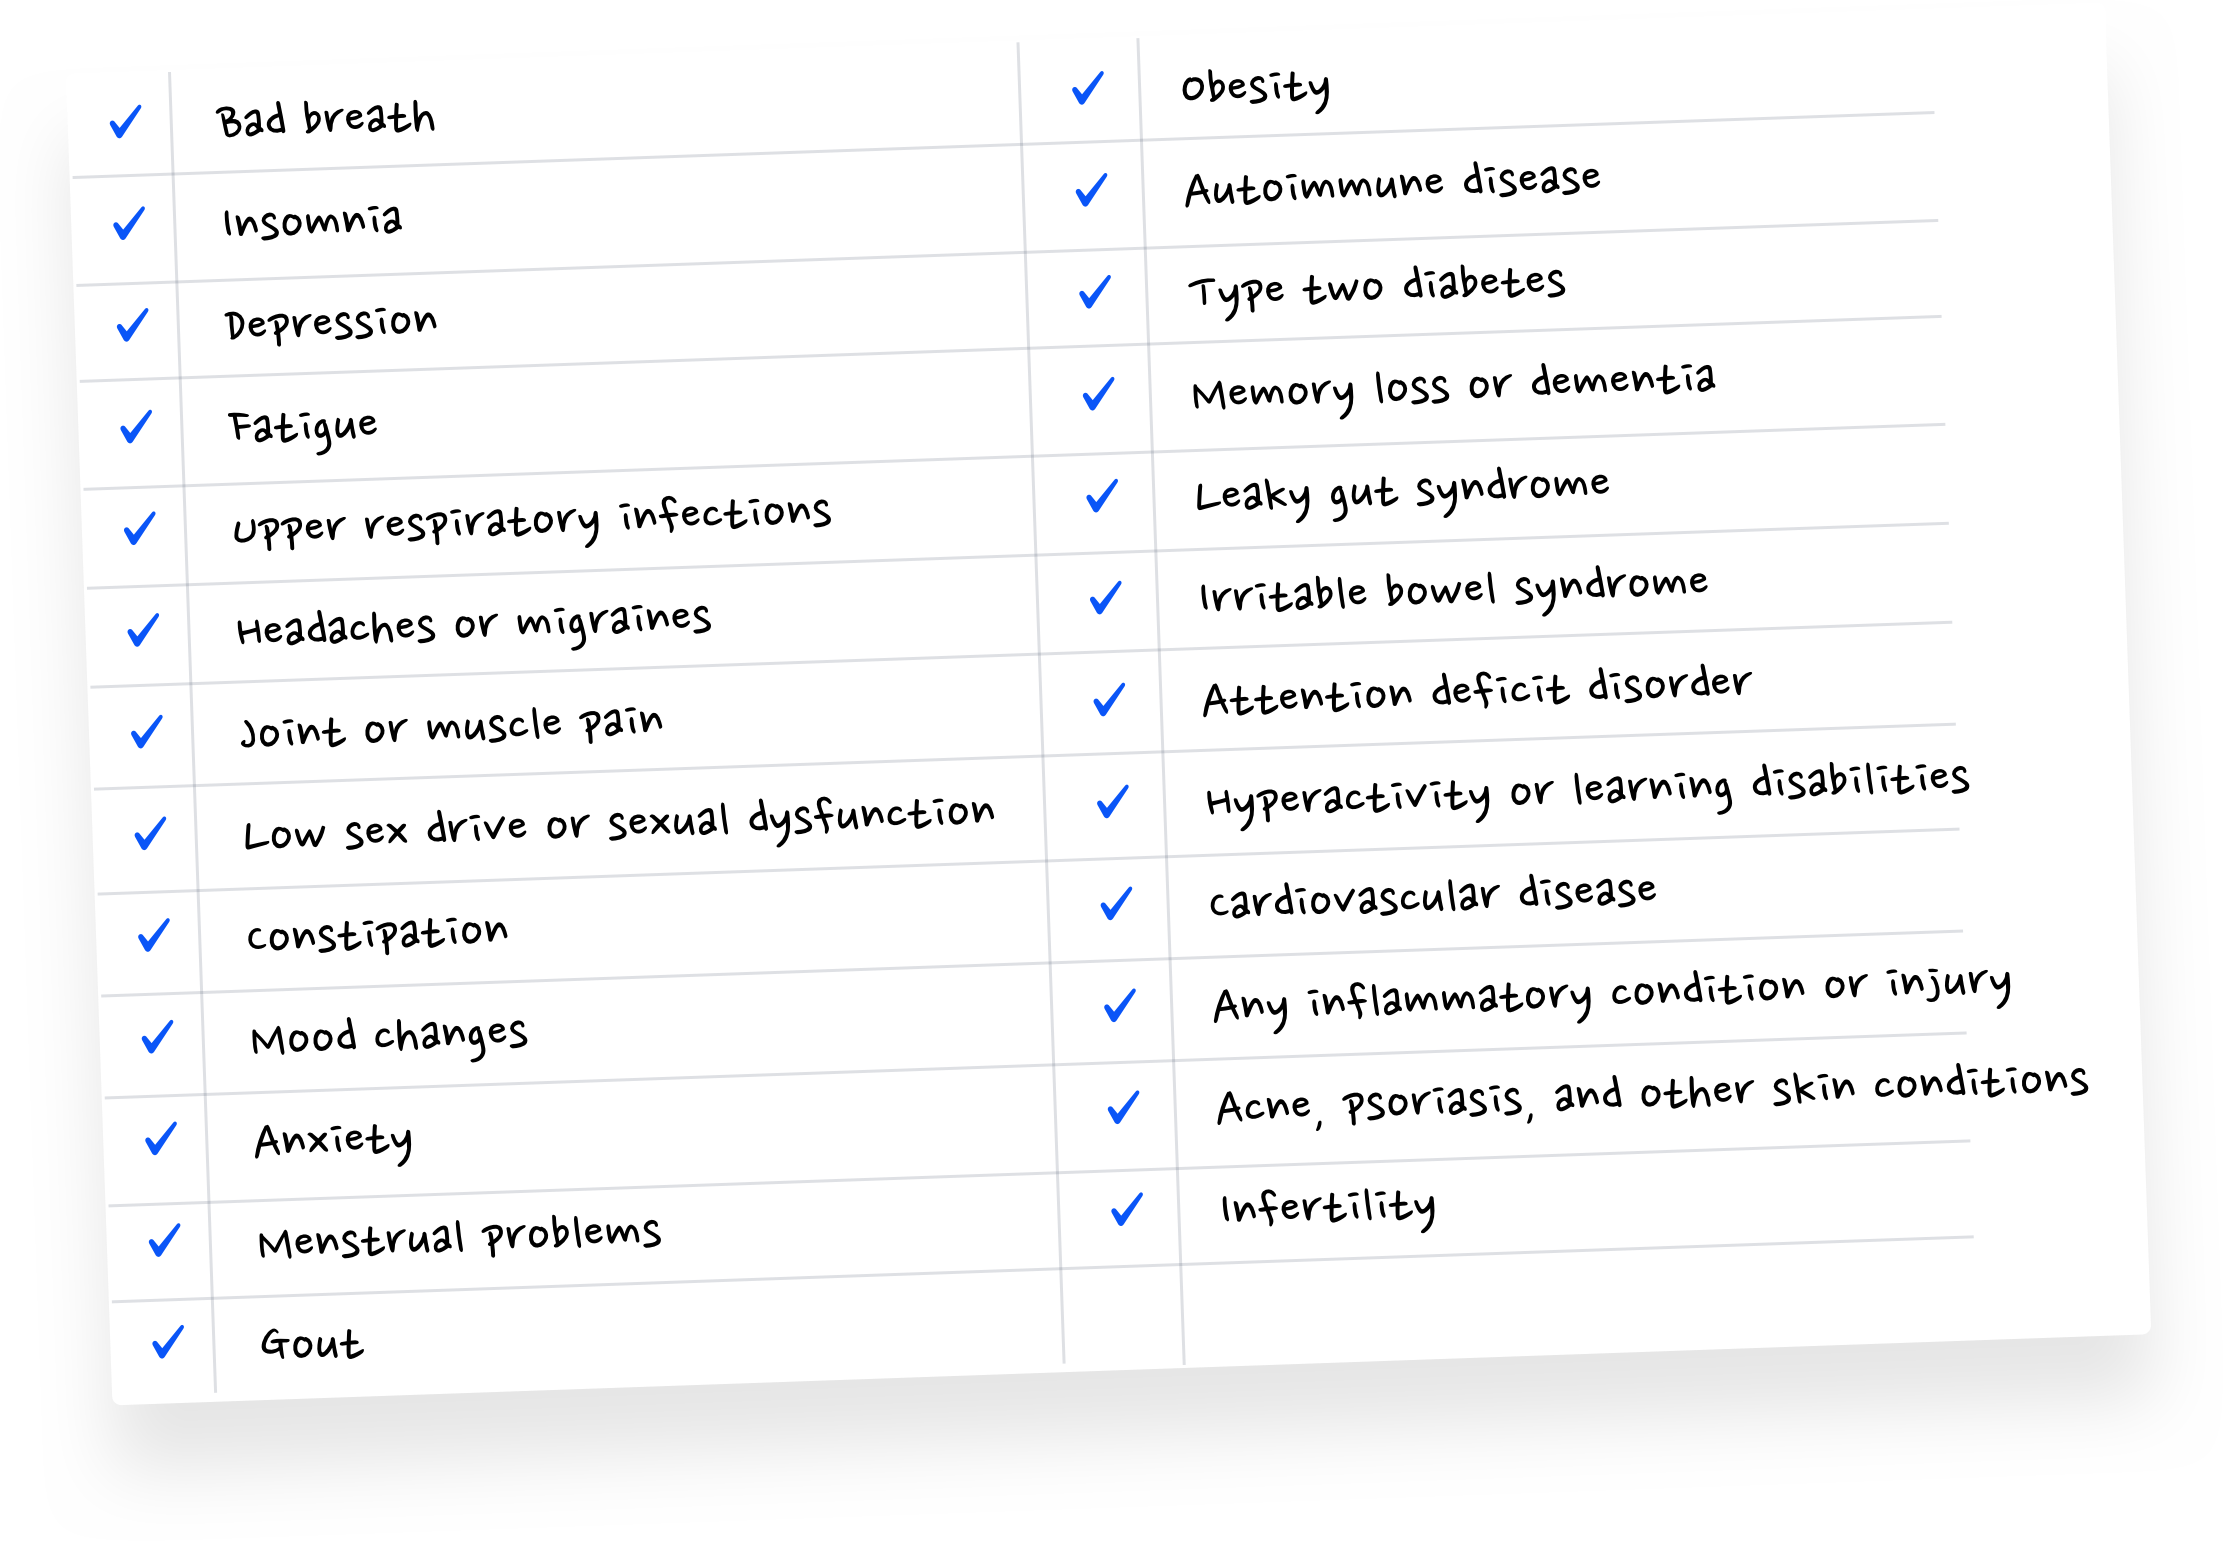 Bad breath
Insomnia
Depression
Fatigue
Upper respiratory infections
Headaches or migraines
Joint or muscle pain
Low sex drive or sexual dysfunction
Constipation
Mood changes
Anxiety
Menstrual problems
Gout
Obesity
Autoimmune disease
Type two diabetes
Memory loss or dementia
Leaky gut syndrome
Irritable bowel syndrome
Attention deficit disorder
Hyperactivity or learning disabilities
Cardiovascular disease
Any inflammatory condition or injury
Acne, psoriasis, and other skin conditions
Infertility